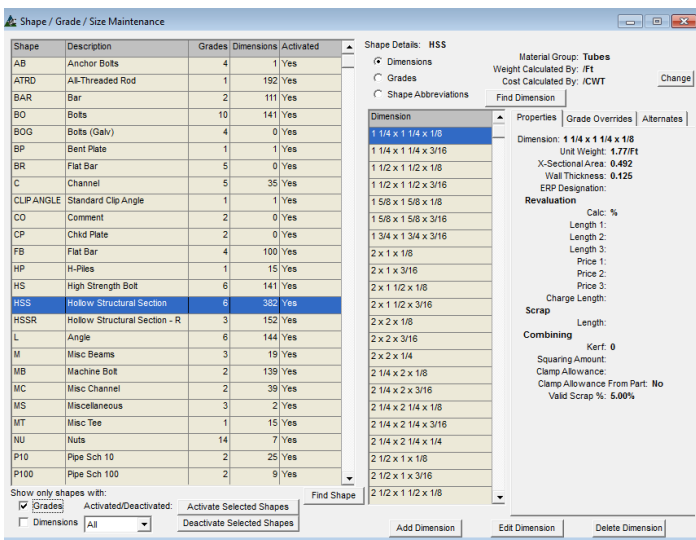 Shape / Grade / Size Maintenance
Shape Description Grades Dimensions Activated
AB Anchor Bolts 4 1 Yes
ATRD All-Threaded Rod 1 192 Yes
BAR Bar 2 111 Yes
BO Bolts 10 141 Yes
BOG Bolts (Galv) 4 0 Yes
BP Bent Plate 1 1 Yes
BR Flat Bar 5 0 Yes
C Channel 5 35 Yes
CLIP ANGLE Standard Clip Angle 1 1 Yes
CO Comment 2 0 Yes
CP Chkd Plate 2 0 Yes
FB Flat Bar 4 100 Yes
HP H-Piles 1 15 Yes
HS High Strength Bolt 6 141 Yes
HSS Hollow Structural Section 6 382 Yes
HSSR Hollow Structural Section - R 3 152 Yes
L Angle 6 144 Yes
M Misc Beams 3 19 Yes
MB Machine Bolt 2 139 Yes
MC Misc Channel 2 39 Yes
MS Miscellaneous 3 2 Yes
MT Misc Tee 1 15 Yes
NU Nuts 14 7 Yes
P10 Pipe Sch 10 2 25 Yes
P100 Pipe Sch 100 2 9 Yes
Show only shapes with:
Find Shape
Grades Activated/Deactivated: Activate Selected Shapes
Dimensions All Deactivate Selected Shapes
Shape Details: HSS
Dimensions
Grades
Shape Abbreviations
Material Group: Tubes
Weight Calculated By: /Ft
Cost Calculated By: /CWT
Change
Find Dimension
Dimension
1 1/4 x 1 1/4 x 1/8
1 1/4 x 1 1/4 x 3/16
1 1/2 x 1 1/2 x 1/8
1 1/2 x 1 1/2 x 3/16
1 5/8 x 1 5/8 x 1/8
1 5/8 x 1 5/8 x 3/16
1 3/4 x 1 3/4 x 3/16
2 x 1 x 1/8
2 x 1 x 3/16
2 x 1 1/2 x 1/8
2 x 1 1/2 x 3/16
2 x 2 x 1/8
2 x 2 x 3/16
2 x 2 x 1/4
2 1/4 x 2 x 1/8
2 1/4 x 2 x 3/16
2 1/4 x 2 1/4 x 1/8
2 1/4 x 2 1/4 x 3/16
2 1/4 x 2 1/4 x 1/4
2 1/2 x 1 x 1/8
2 1/2 x 1 x 3/16
2 1/2 x 1 1/2 x 1/8
Properties Grade Overrides Alternates
Dimension: 1 1/4 x 1 1/4 x 1/8
Unit Weight: 1.77/Ft
X-Sectional Area: 0.492
Wall Thickness: 0.125
ERP Designation:
Revaluation
Calc: %
Length 1:
Length 2:
Length 3:
Price 1:
Price 2:
Price 3:
Charge Length:
Scrap
Length:
Combining
Kerf: 0
Squaring Amount:
Clamp Allowance:
Clamp Allowance From Part: No
Valid Scrap %: 5.00%
Add Dimension Edit Dimension Delete Dimension